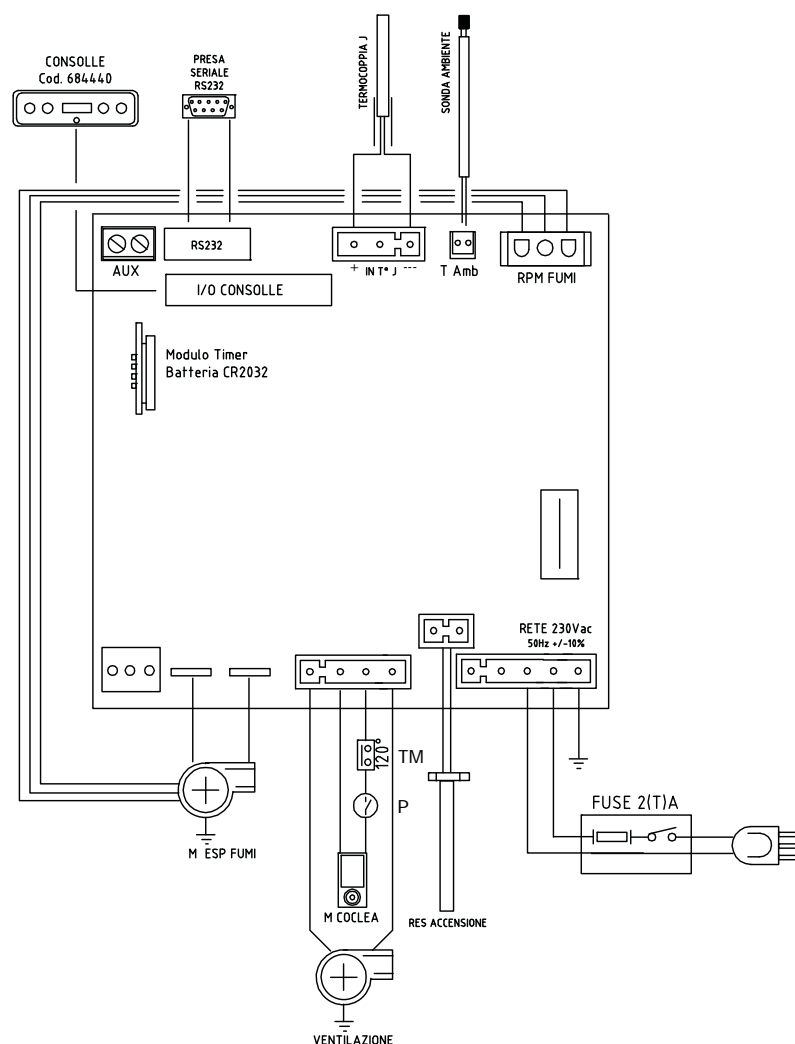 CONSOLLE
Cod. 684440
PRESA
SERIALE
RS232
TERMOCOPPIA J
SONDA AMBIENTE
AUX
RS232
+ IN T° J ---
T Amb
RPM FUMI
I/O CONSOLLE
Modulo Timer
Batteria CR2032
RETE 230Vac
50Hz +/-10%
120°
TM
P
FUSE 2(T)A
M ESP FUMI
M COCLEA
RES ACCENSIONE
VENTILAZIONE